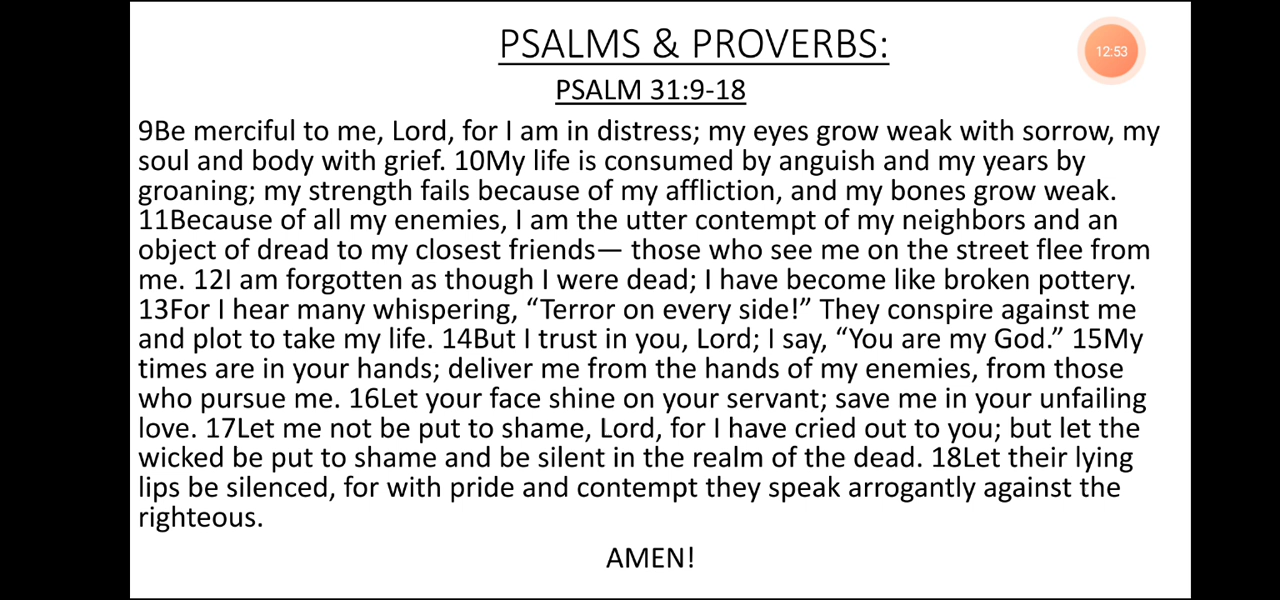 PSALMS & PROVERBS:
12:53
PSALM 31:9-18
9Be merciful to me, Lord, for I am in distress; my eyes grow weak with sorrow, my
soul and body with grief. 10My life is consumed by anguish and my years by
groaning; my strength fails because of my affliction, and my bones grow weak.
11Because of all my enemies, I am the utter contempt of my neighbors and an
object of dread to my closest friends— those who see me on the street flee from
me. 12I am forgotten as though I were dead; I have become like broken pottery.
13For I hear many whispering, “Terror on every side!” They conspire against me
and plot to take my life. 14But I trust in you, Lord; I say, “You are my God.” 15My
times are in your hands; deliver me from the hands of my enemies, from those
who pursue me. 16Let your face shine on your servant; save me in your unfailing
love. 17Let me not be put to shame, Lord, for I have cried out to you; but let the
wicked be put to shame and be silent in the realm of the dead. 18Let their lying
lips be silenced, for with pride and contempt they speak arrogantly against the
righteous.
AMEN!